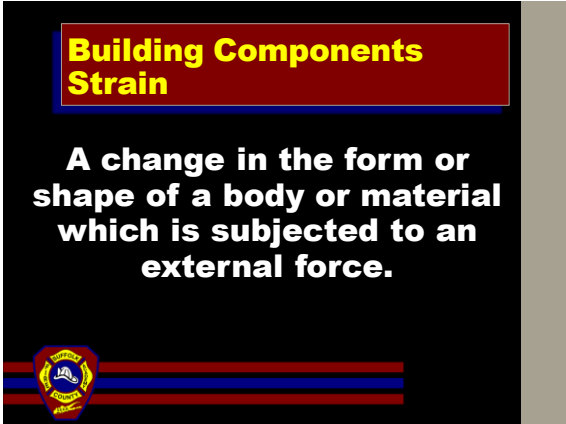 Building Components
Strain
A change in the form or
shape of a body or material
which is subjected to an
external force.
SUFFOLK
COUNTY